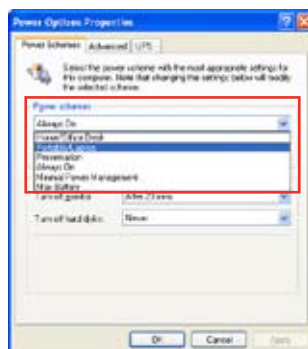 Power Options Properties
Power Schemes Advanced UPS
Select the power scheme with the most appropriate settings for
this computer. Note that changing the settings below will modify
the selected scheme.
Power schemes
Always On
Home/Office Desk
Portable/Laptop
Presentation
Always On
Minimal Power Management
Max Battery
Turn off monitor: After 20 mins
Turn off hard disks: Never
OK Cancel Apply